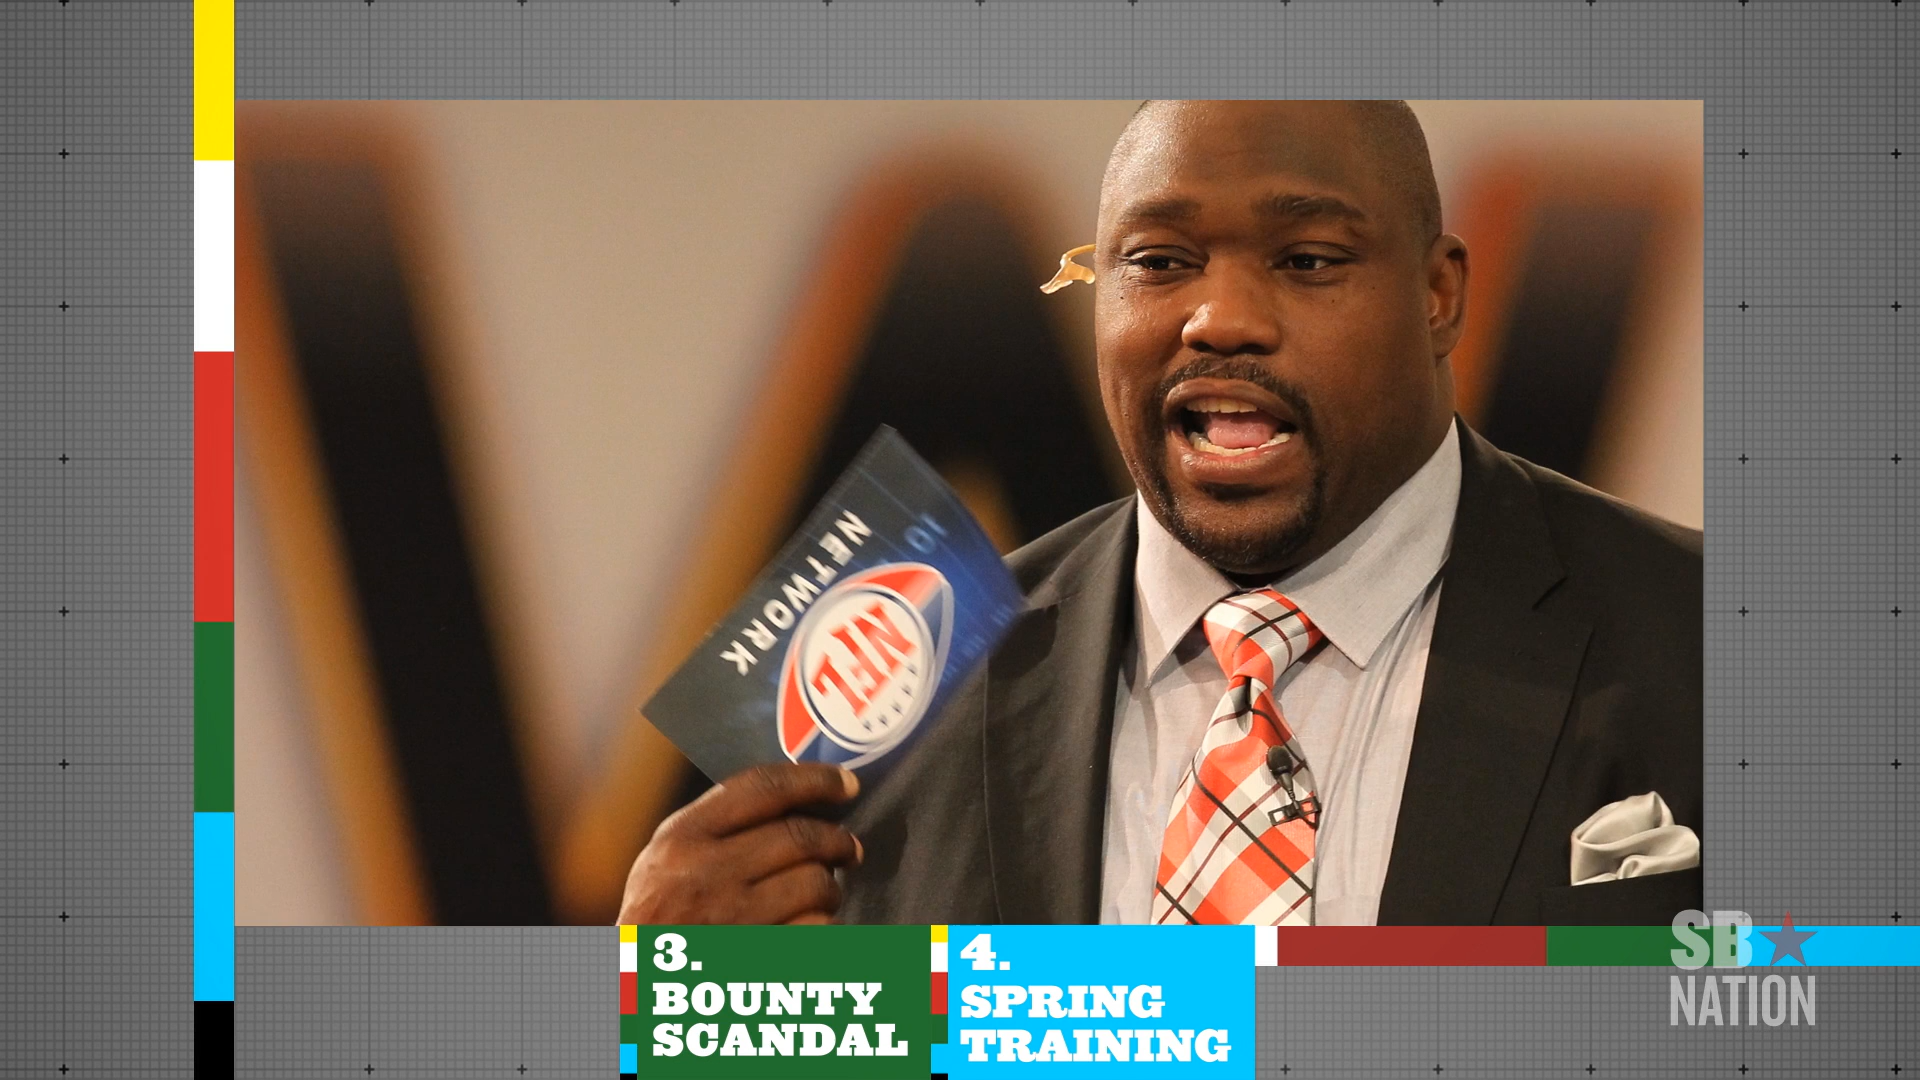 NETWORK
NFL
3.
BOUNTY
SCANDAL
4.
SPRING
TRAINING
SB
NATION